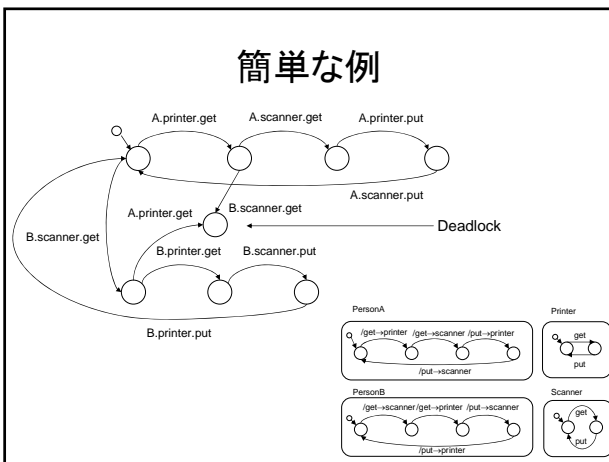 簡単な例
A.printer.get
A.scanner.get
A.printer.put
A.scanner.put
A.printer.get
B.scanner.get
B.scanner.get
Deadlock
B.printer.get
B.scanner.put
B.printer.put
PersonA
/get→printer
/get→scanner
/put→printer
/put→scanner
Printer
get
put
PersonB
/get→scanner
/get→printer
/put→scanner
/put→printer
Scanner
get
put